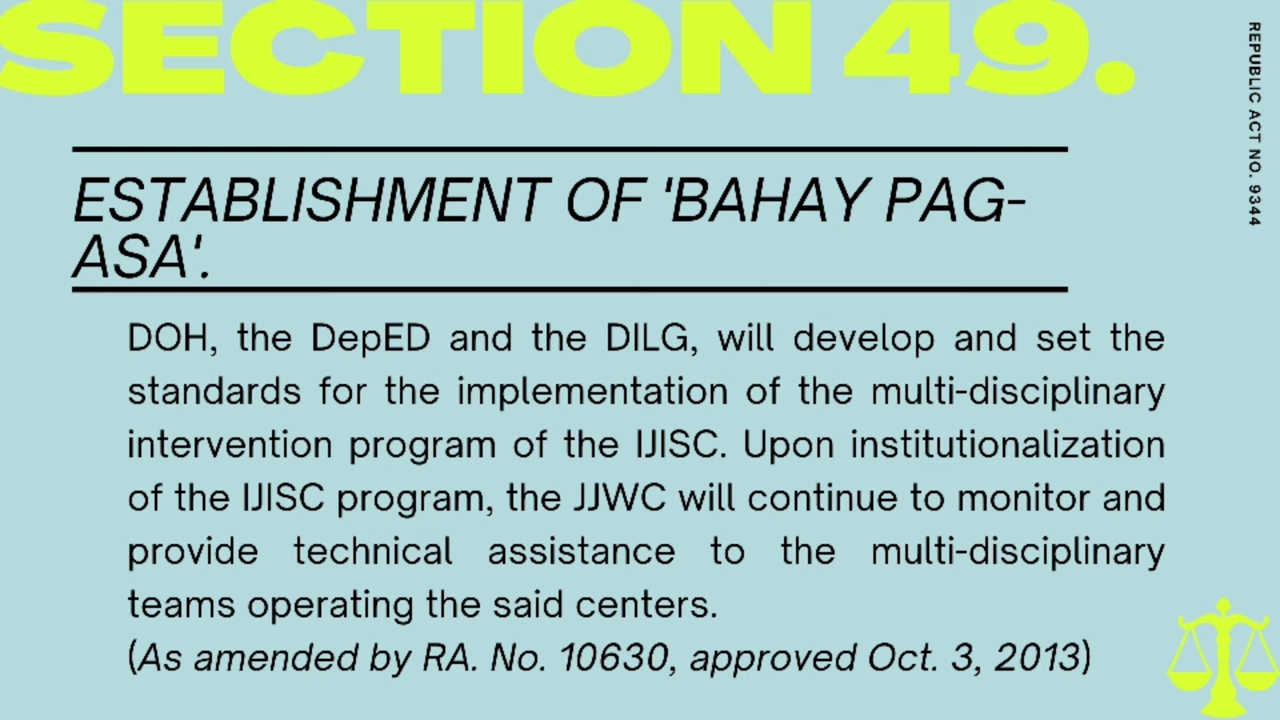 SECTION 49.
REPUBLIC ACT NO. 9344
ESTABLISHMENT OF 'BAHAY PAG-
ASA'.
DOH, the DepED and the DILG, will develop and set the
standards for the implementation of the multi-disciplinary
intervention program of the IJISC. Upon institutionalization
of the IJISC program, the JJWC will continue to monitor and
provide technical assistance to the multi-disciplinary
teams operating the said centers.
(As amended by RA. No. 10630, approved Oct. 3, 2013)